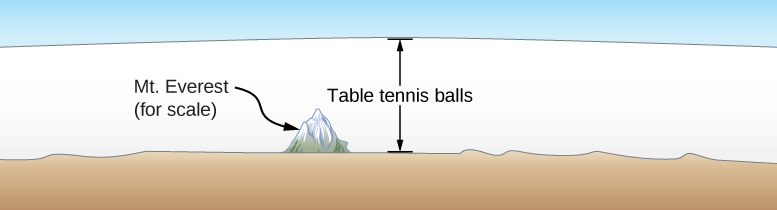 Mt. Everest
(for scale)
Table tennis balls